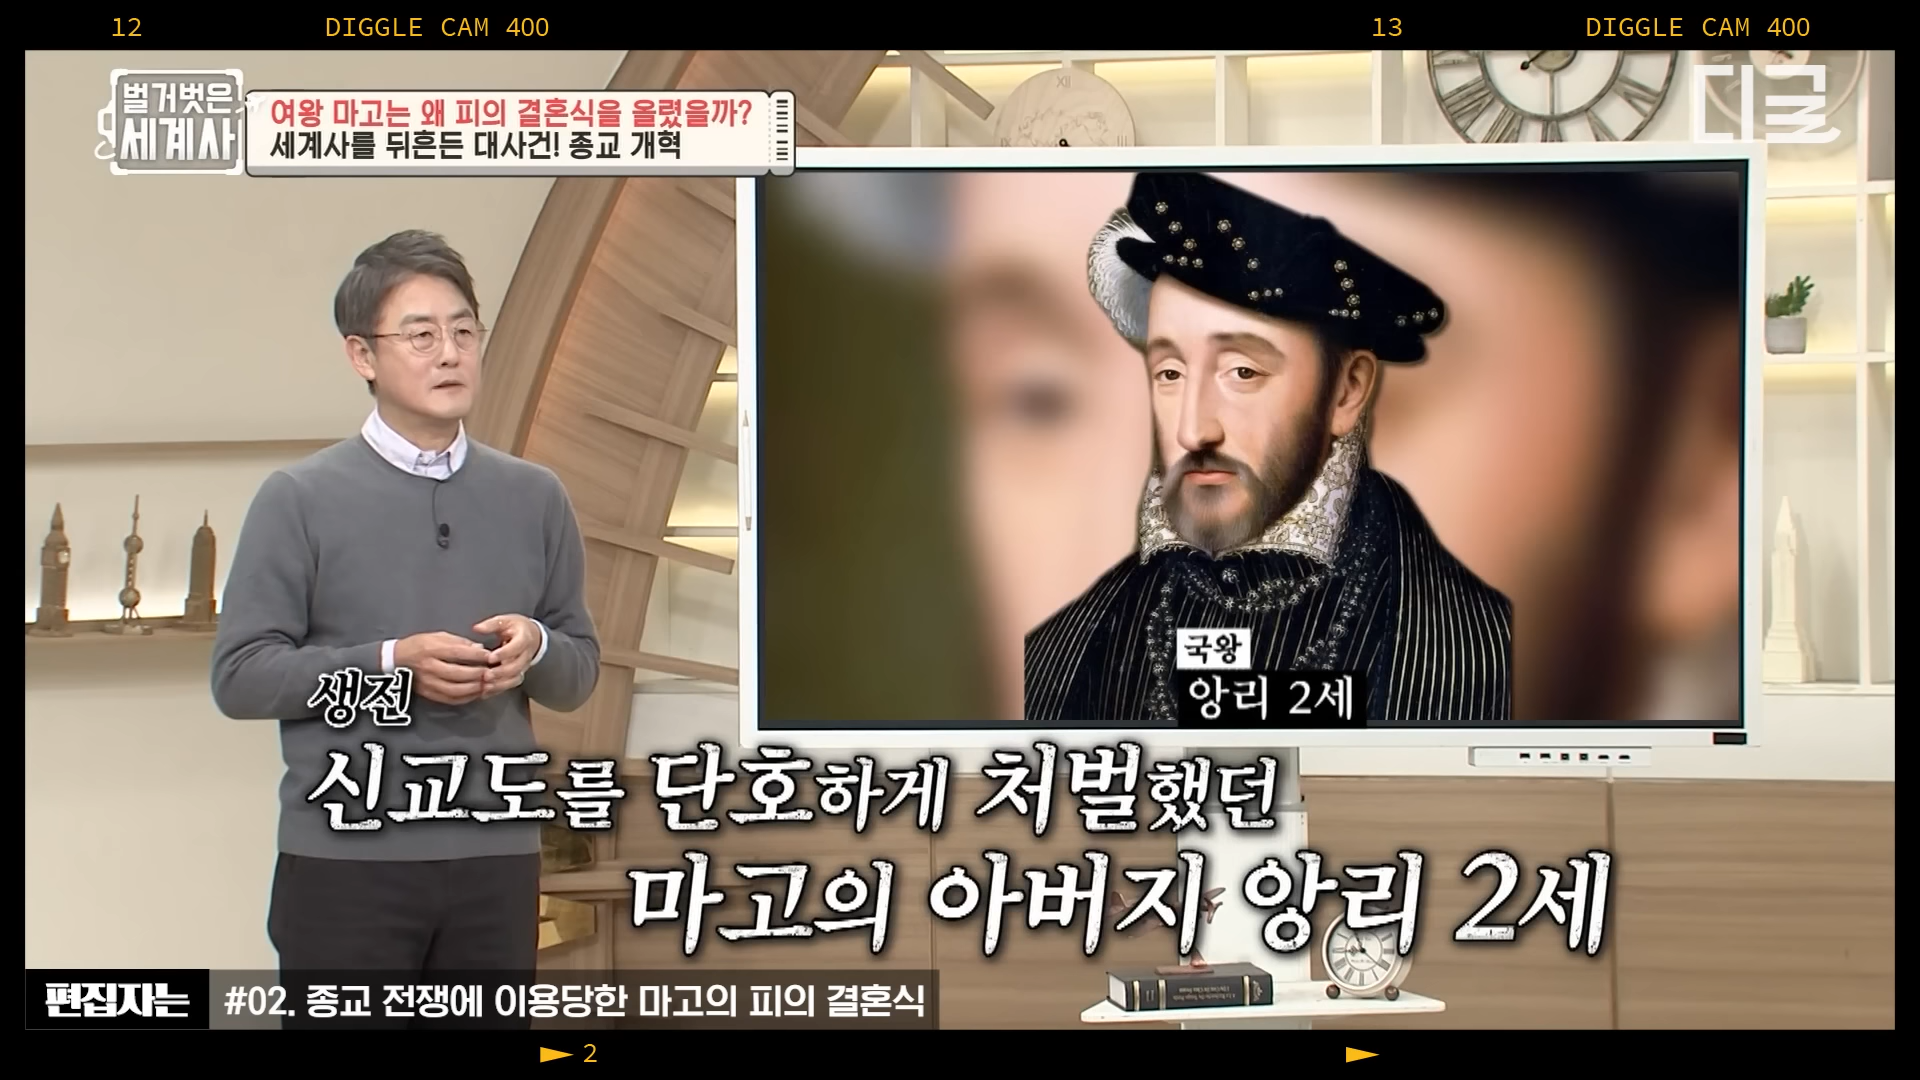 12 DIGGLE CAM 400 13 DIGGLE CAM 400
벌거벗은
세계사
여왕 마고는 왜 피의 결혼식을 올렸을까?
세계사를 뒤흔든 대사건! 종교 개혁
디글
XII
국왕
앙리 2세
생전
신교도를 단호하게 처벌했던
마고의 아버지 앙리 2세
편집자는 #02. 종교 전쟁에 이용당한 마고의 피의 결혼식
2